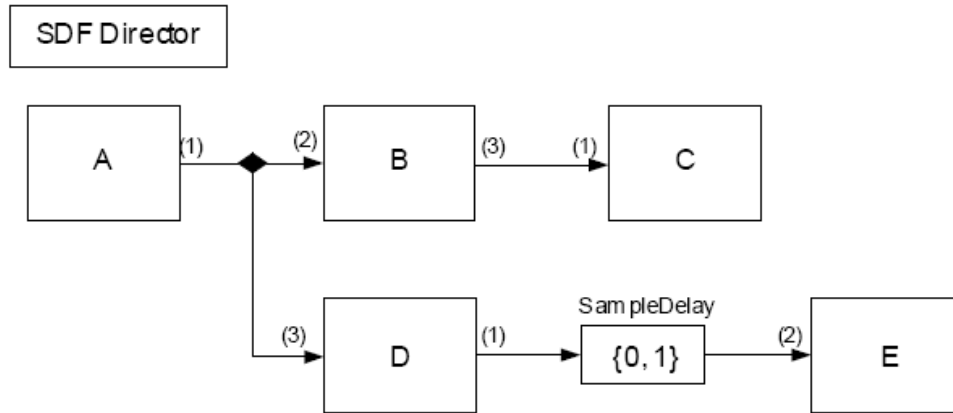 SDF Director
A (1) (2) B (3) (1) C
SampleDelay
(3) D (1) {0, 1} (2) E